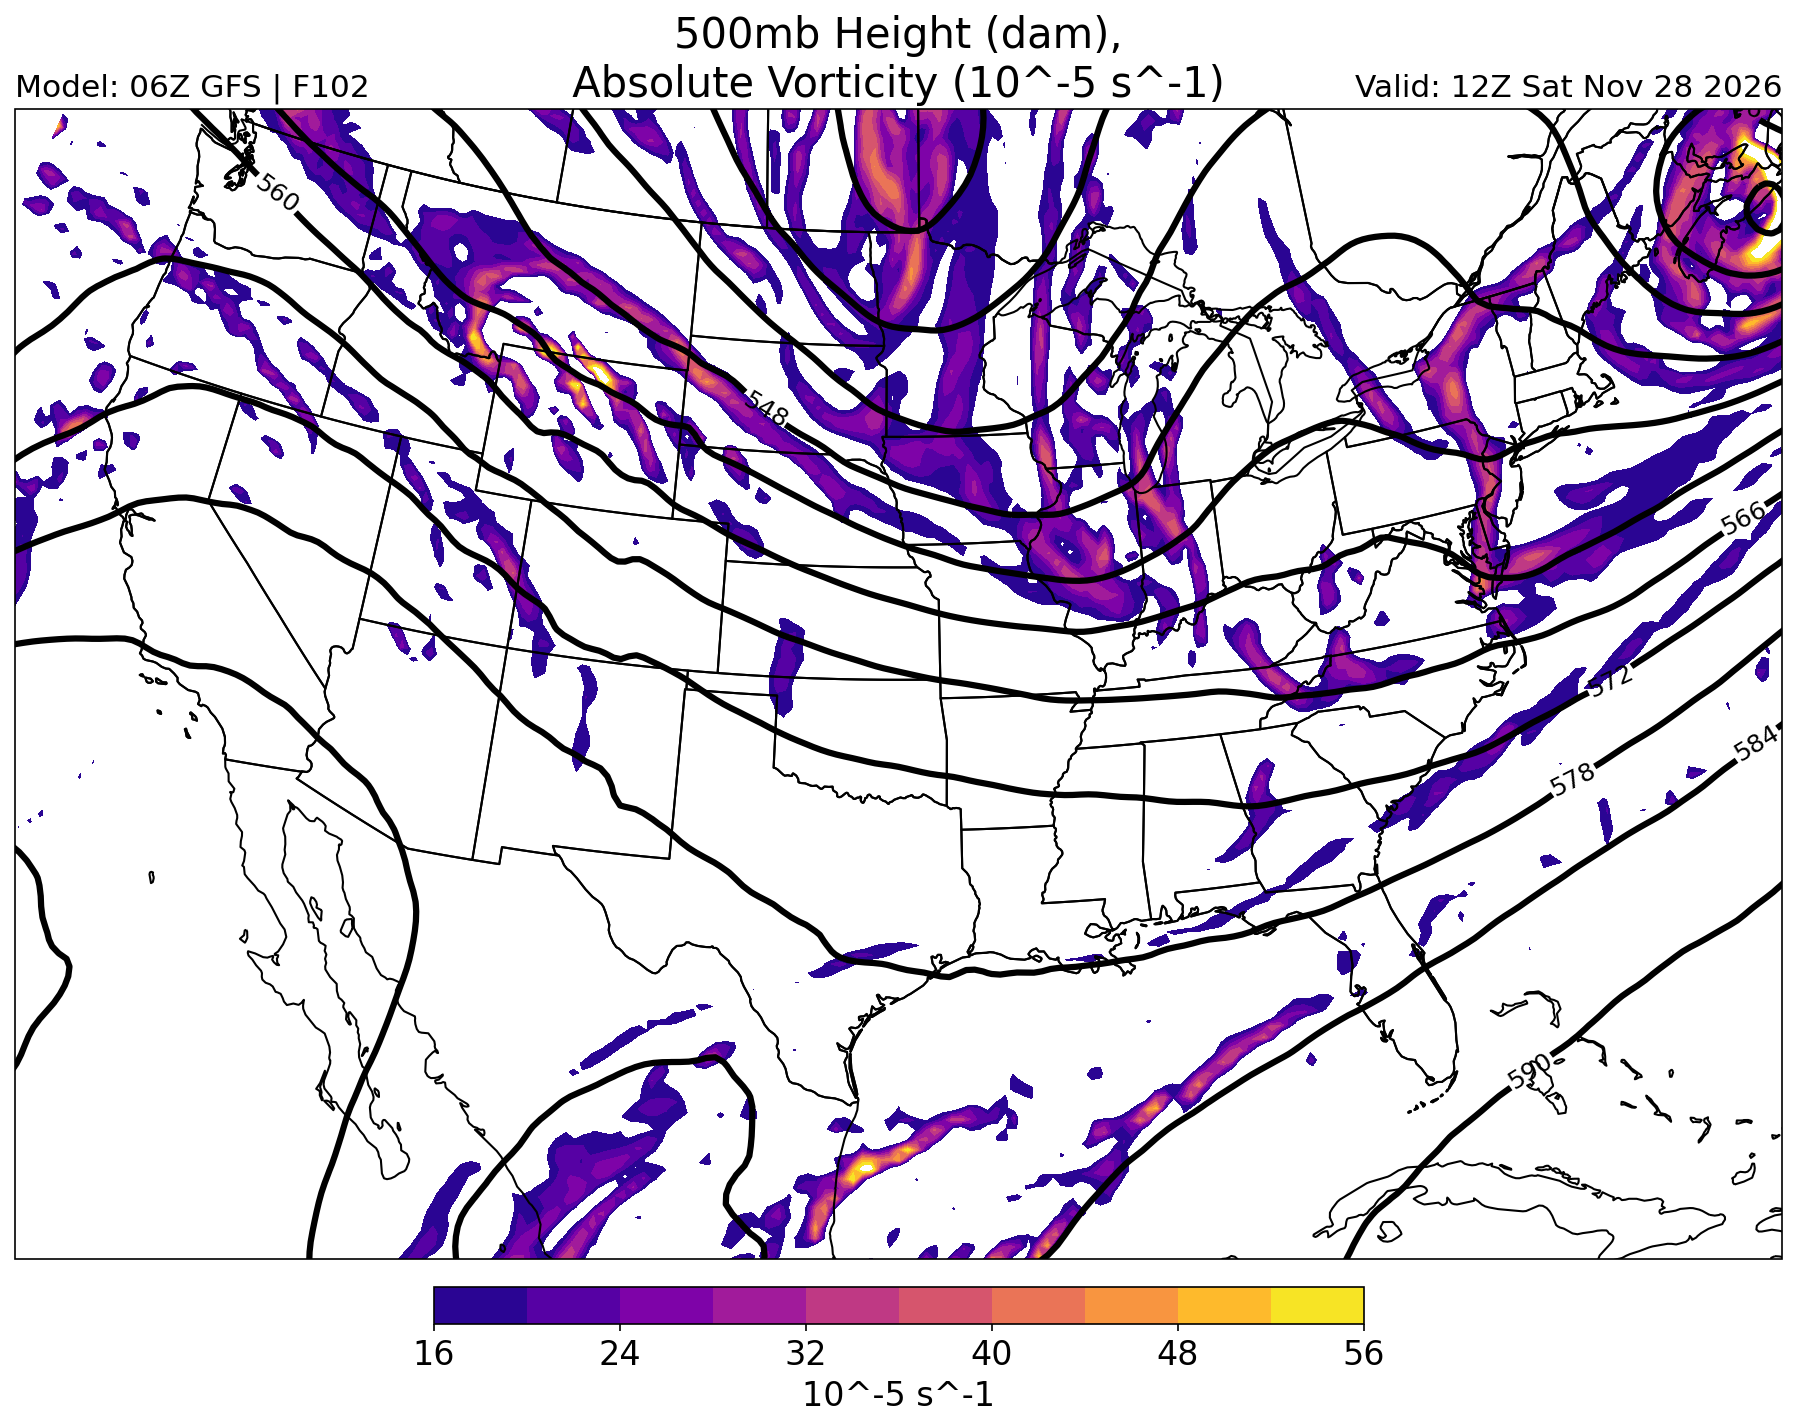 500mb Height (dam),
Absolute Vorticity (10^-5 s^-1)
Model: 06Z GFS | F102
Valid: 12Z Sat Nov 28 2026
560
548
566
572
578
584
590
16 24 32 40 48 56
10^-5 s^-1